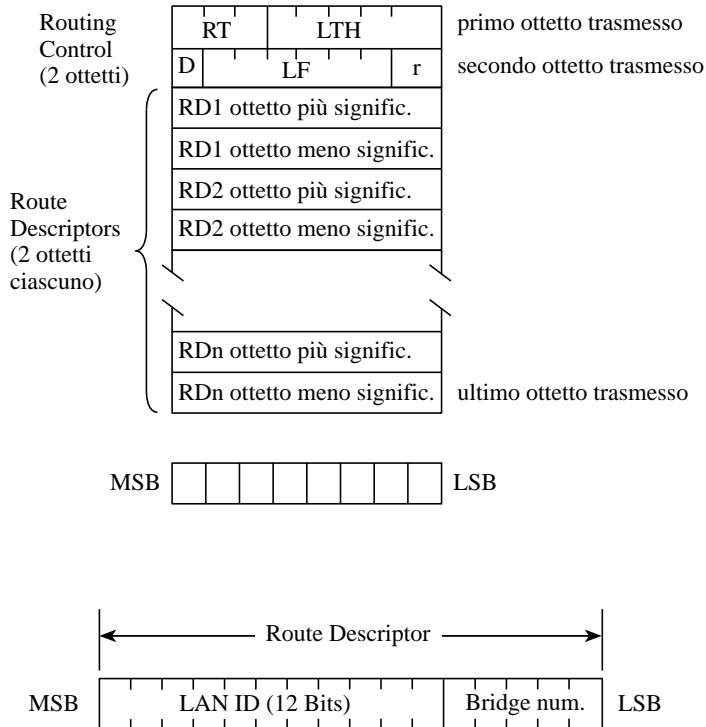 Routing
Control
(2 ottetti)
RT LTH
primo ottetto trasmesso
D LF r
secondo ottetto trasmesso
RD1 ottetto più signific.
RD1 ottetto meno signific.
RD2 ottetto più signific.
RD2 ottetto meno signific.
Route
Descriptors
(2 ottetti
ciascuno)
RDn ottetto più signific.
RDn ottetto meno signific.
ultimo ottetto trasmesso
MSB LSB
Route Descriptor
MSB LAN ID (12 Bits) Bridge num. LSB